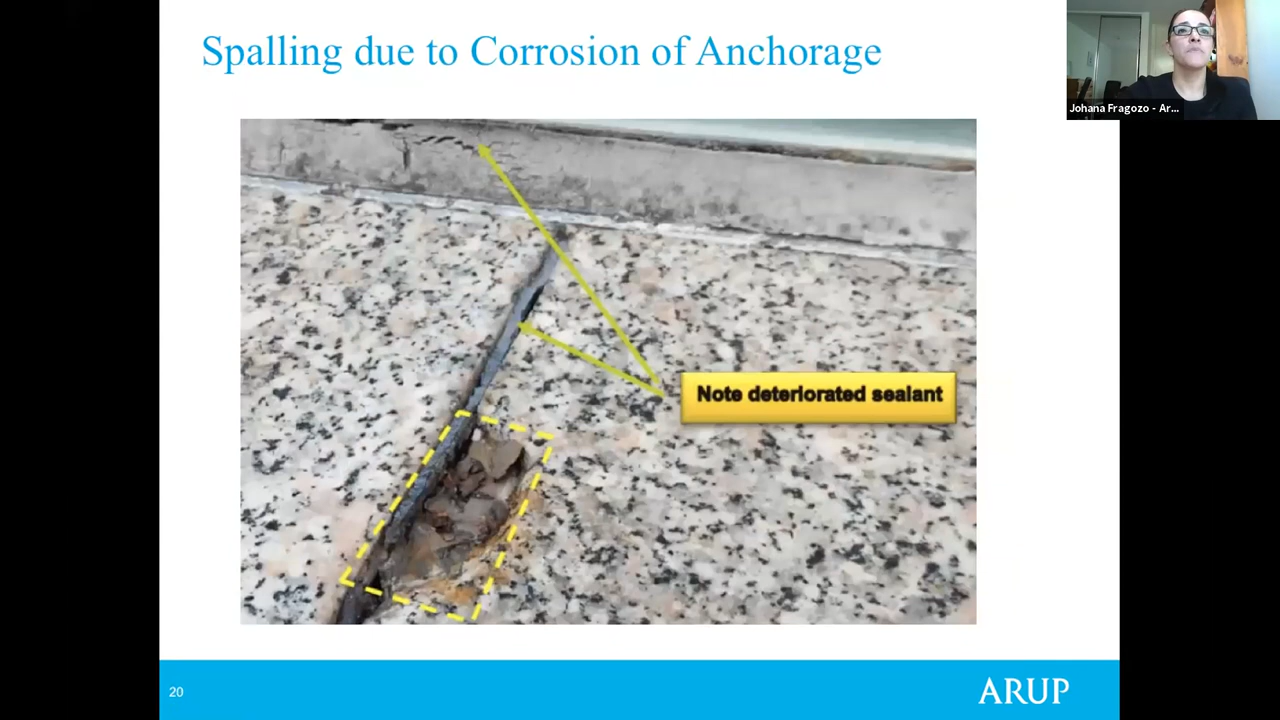 Spalling due to Corrosion of Anchorage
Johana Fragozo - Ar...
Note deteriorated sealant
20
ARUP